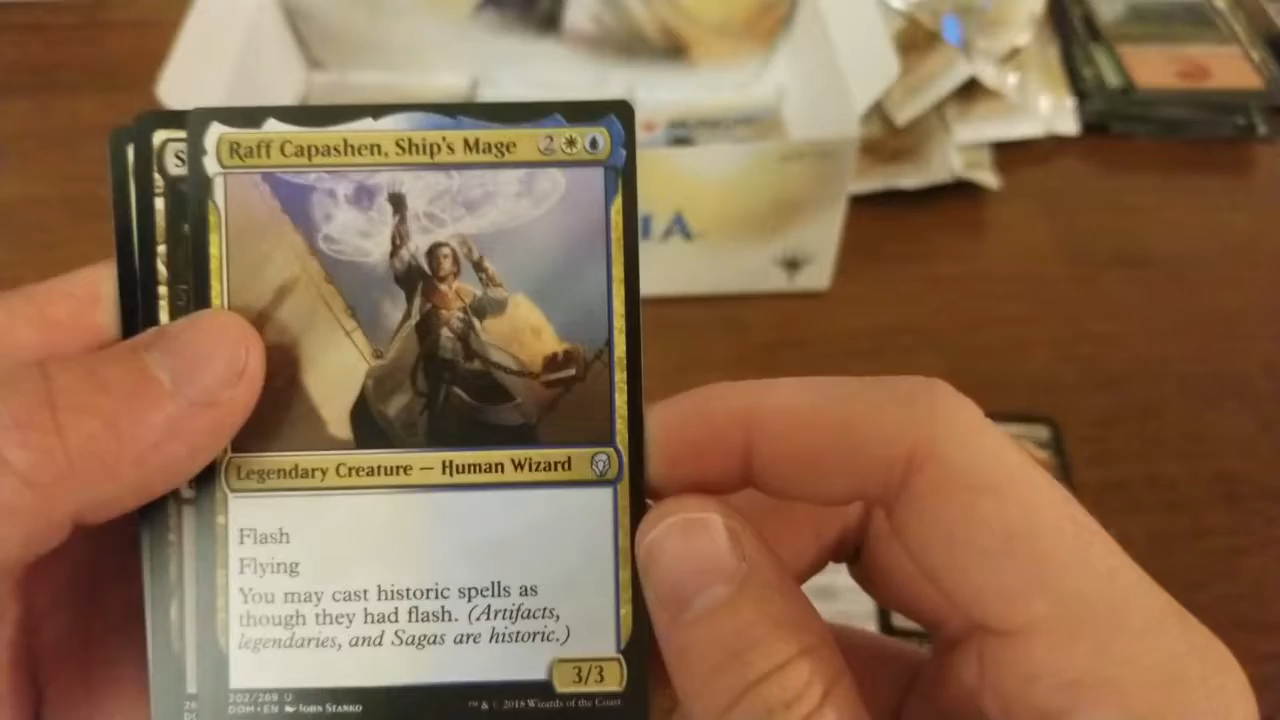 Raff Capashen, Ship's Mage 2
IA
S
Legendary Creature — Human Wizard
Flash
Flying
You may cast historic spells as
though they had flash. (Artifacts,
legendaries, and Sagas are historic.)
3/3
202/269 U
DOM • EN John Stanko
™ & © 2018 Wizards of the Coast